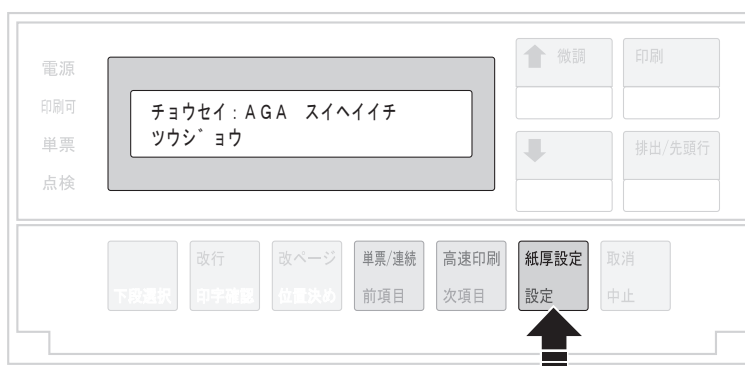 電源
印刷可
単票
点検
チョウセイ:AGA スイヘイイチ
ツウシ゛ョウ
微調
印刷
排出/先頭行
改行
改ページ
単票/連続
高速印刷
紙厚設定
取消
下段選択
印字確認
位置決め
前項目
次項目
設定
中止